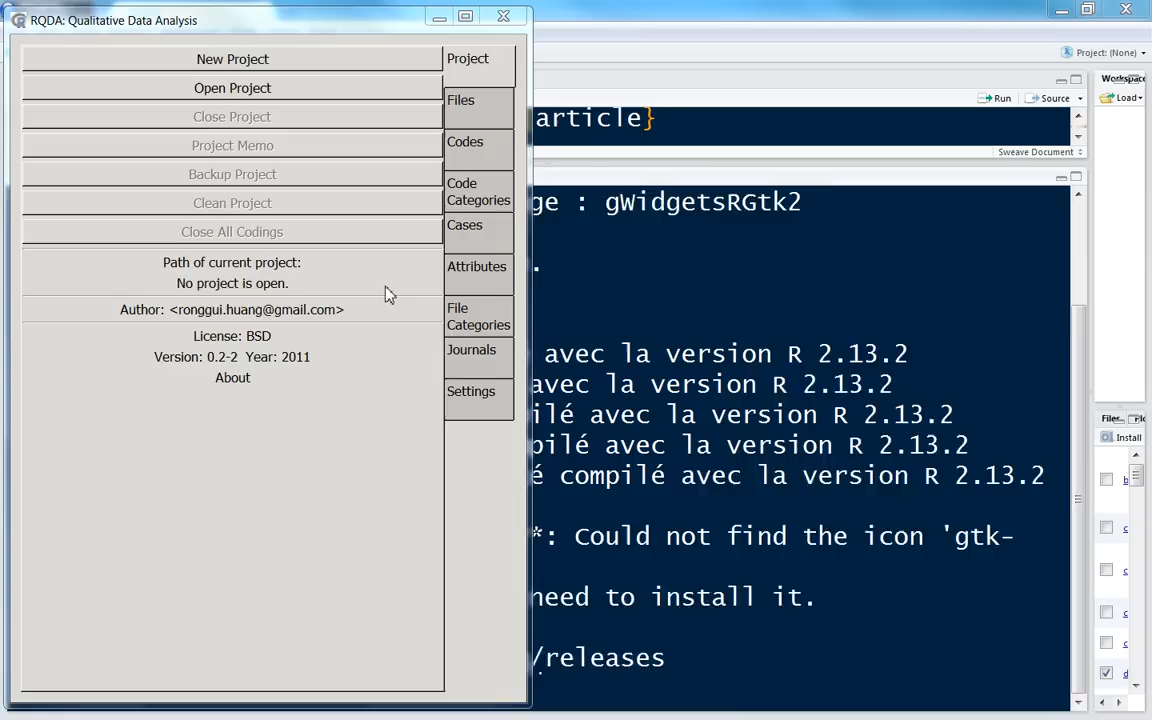 RQDA: Qualitative Data Analysis
New Project
Open Project
Close Project
Project Memo
Backup Project
Clean Project
Close All Codings
Path of current project:
No project is open.
Author: <ronggui.huang@gmail.com>
License: BSD
Version: 0.2-2 Year: 2011
About
Project
Files
Codes
Code
Categories
Cases
Attributes
File
Categories
Journals
Settings
Project: (None)
Run
Source
article}
Sweave Document
ge : gWidgetsRGtk2
.
avec la version R 2.13.2
avec la version R 2.13.2
ilé avec la version R 2.13.2
pilé avec la version R 2.13.2
é compilé avec la version R 2.13.2
*: Could not find the icon 'gtk-
need to install it.
/releases
Workspace
Load
Files
Install
b
c
c
c
c
d